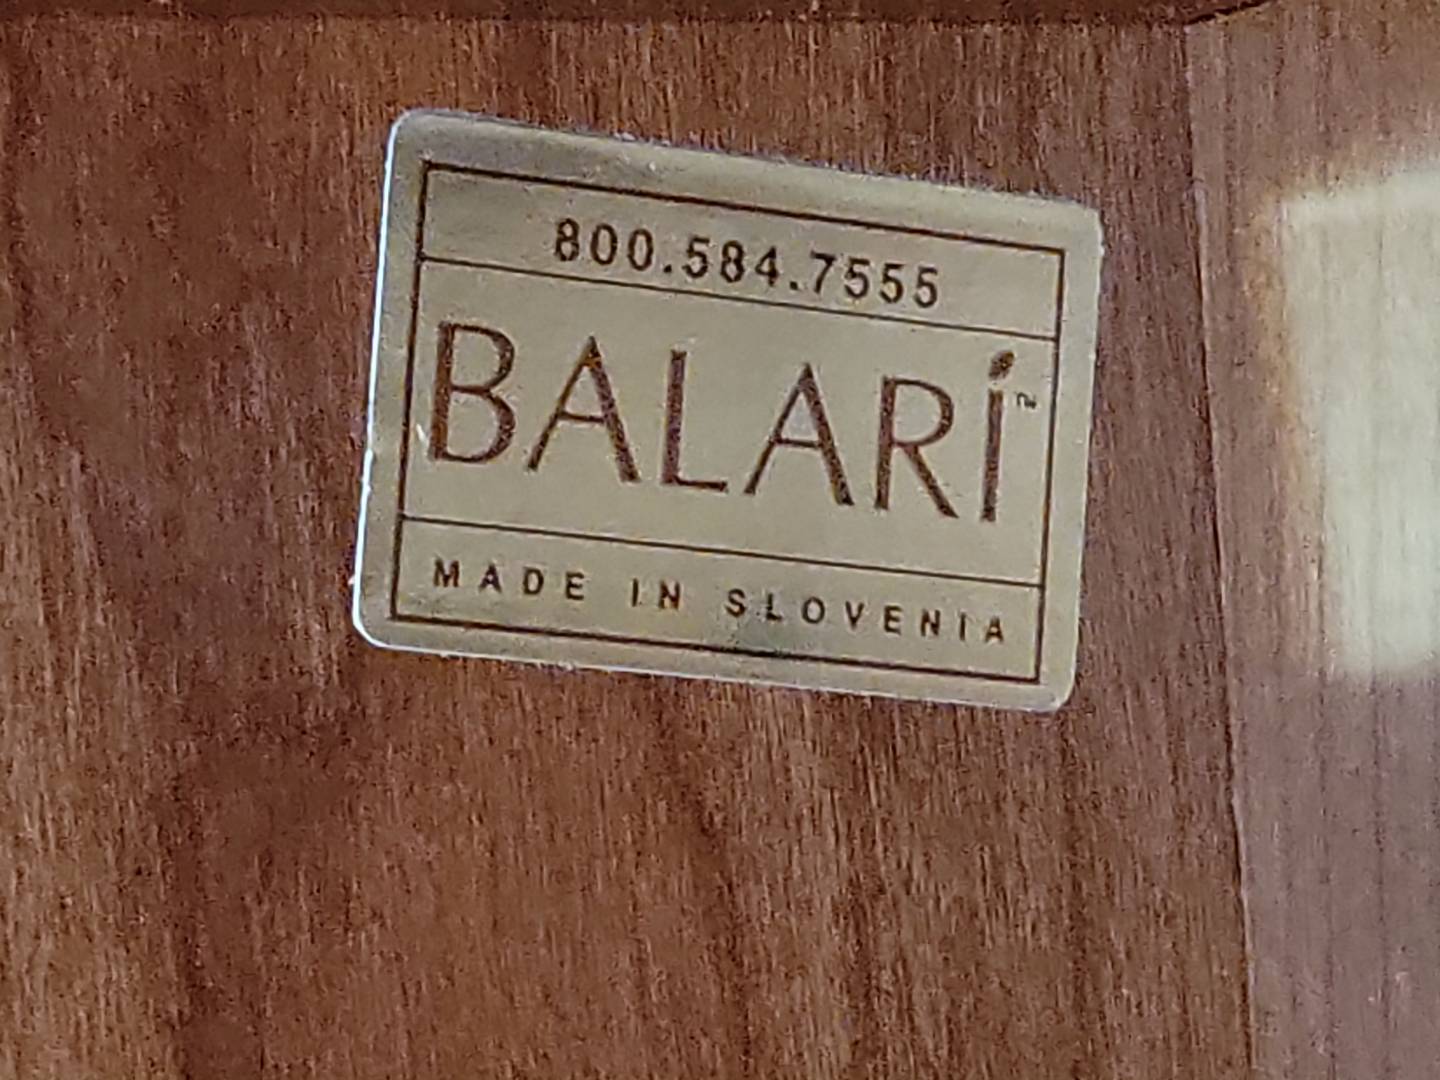 800.584.7555
BALARÍ™
MADE IN SLOVENIA